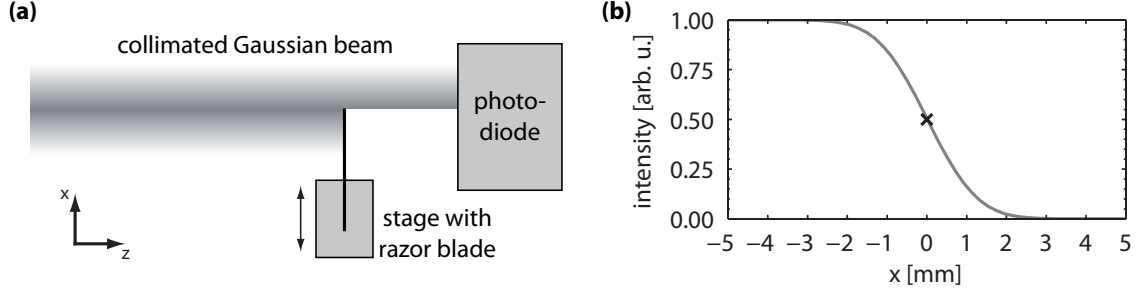 (a)
collimated Gaussian beam
photo-
diode
stage with
razor blade
x
z
(b)
intensity [arb. u.]
1.00
0.75
0.50
0.25
0.00
−5 −4 −3 −2 −1 0 1 2 3 4 5
x [mm]